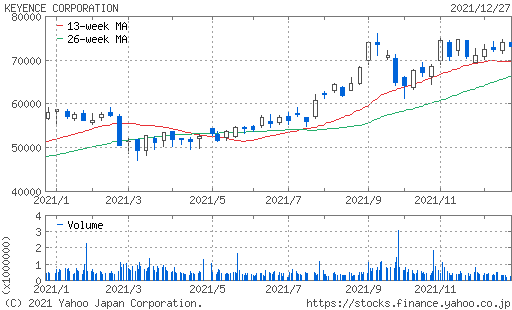 KEYENCE CORPORATION 2021/12/27
80000
13-week MA
26-week MA
70000
60000
50000
40000
2021/1 2021/3 2021/5 2021/7 2021/9 2021/11
4
Volume
3
2
1
0
(x1000000)
2021/1 2021/3 2021/5 2021/7 2021/9 2021/11
(C) 2021 Yahoo Japan Corporation. https://stocks.finance.yahoo.co.jp